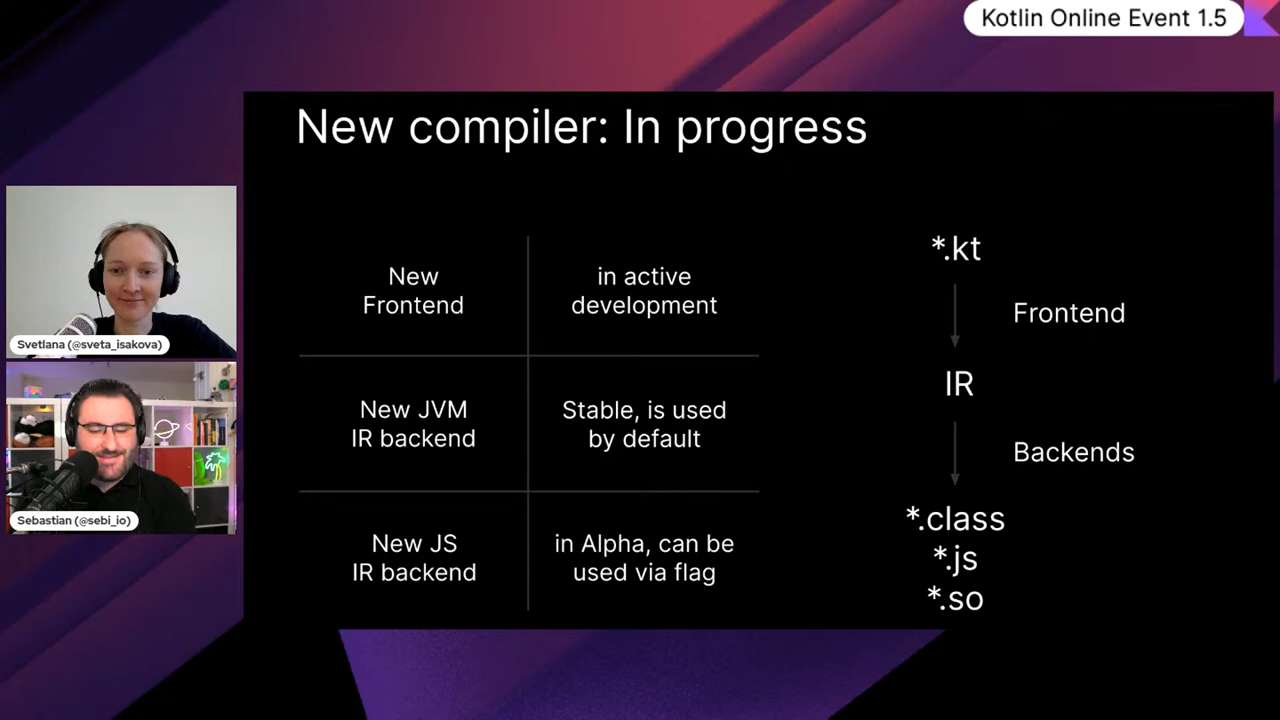 Kotlin Online Event 1.5
New compiler: In progress
New
Frontend
in active
development
New JVM
IR backend
Stable, is used
by default
New JS
IR backend
in Alpha, can be
used via flag
*.kt
Frontend
IR
Backends
*.class
*.js
*.so
Svetlana (@sveta_isakova)
Sebastian (@sebi_io)